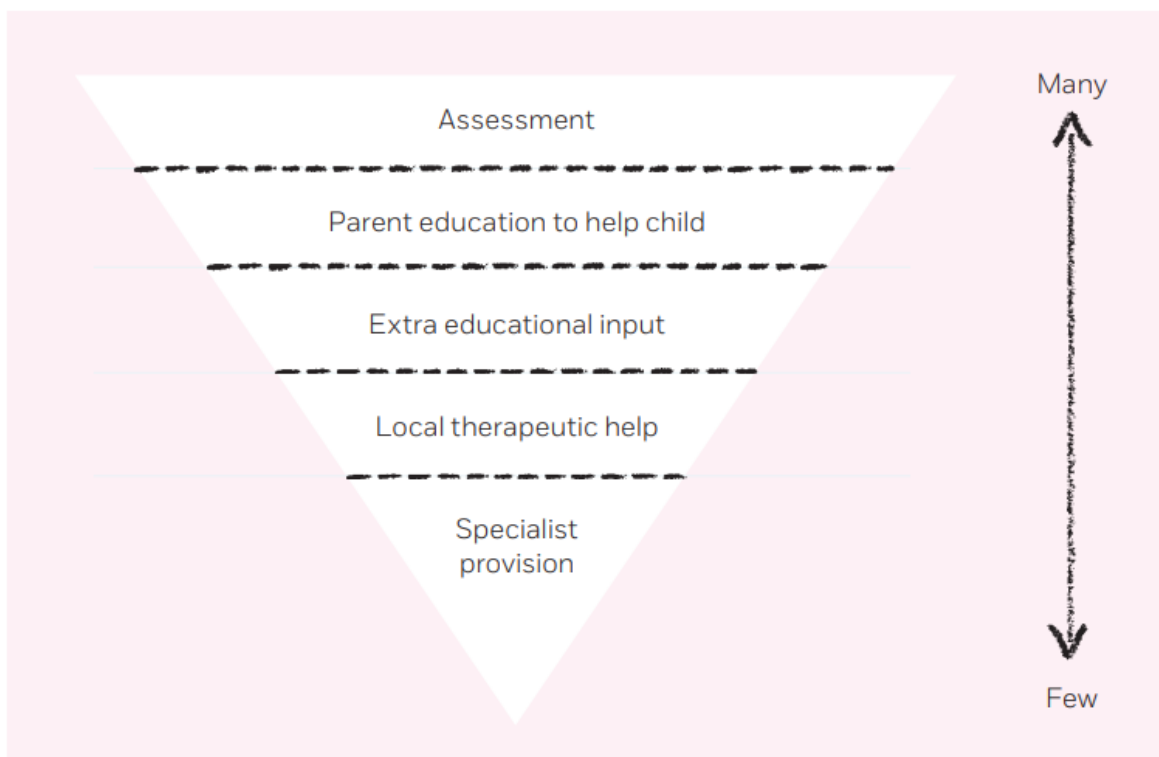 Many
Assessment
Parent education to help child
Extra educational input
Local therapeutic help
Specialist
provision
Few